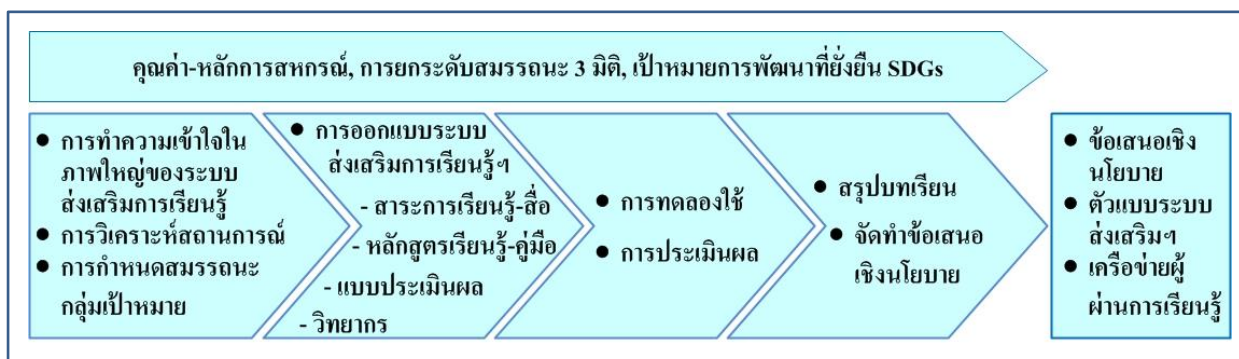 คุณค่า-หลักการสหกรณ์, การยกระดับสมรรถนะ 3 มิติ, เป้าหมายการพัฒนาที่ยั่งยืน SDGs
● การทำความเข้าใจใน
ภาพใหญ่ของระบบ
ส่งเสริมการเรียนรู้
● การวิเคราะห์สถานการณ์
● การกำหนดสมรรถนะ
กลุ่มเป้าหมาย
● การออกแบบระบบ
ส่งเสริมการเรียนรู้ฯ
- สาระการเรียนรู้-สื่อ
- หลักสูตรเรียนรู้-คู่มือ
- แบบประเมินผล
- วิทยากร
● การทดลองใช้
● การประเมินผล
● สรุปบทเรียน
● จัดทำข้อเสนอ
เชิงนโยบาย
● ข้อเสนอเชิง
นโยบาย
● ตัวแบบระบบ
ส่งเสริมฯ
● เครือข่ายผู้
ผ่านการเรียนรู้